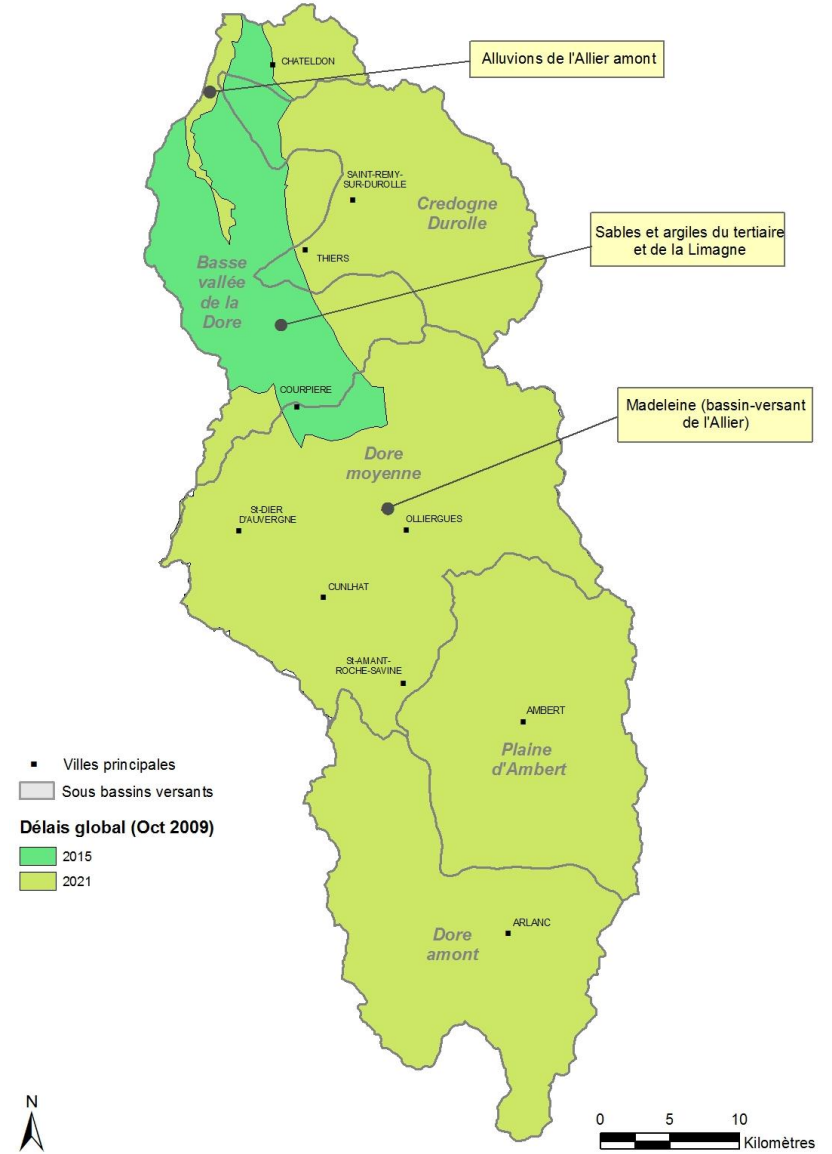 CHATELDON
Alluvions de l'Allier amont
SAINT-REMY-
SUR-DUROLLE
Credogne
Durolle
Sables et argiles du tertiaire
et de la Limagne
THIERS
Basse
vallée
de la
Dore
COURPIERE
Madeleine (bassin-versant
de l'Allier)
Dore
moyenne
St-DIER
D'AUVERGNE
OLLIERGUES
CUNLHAT
St-AMANT-
ROCHE-SAVINE
AMBERT
Plaine
d'Ambert
Villes principales
Sous bassins versants
Délais global (Oct 2009)
2015
2021
ARLANC
Dore
amont
N
0 5 10
Kilomètres